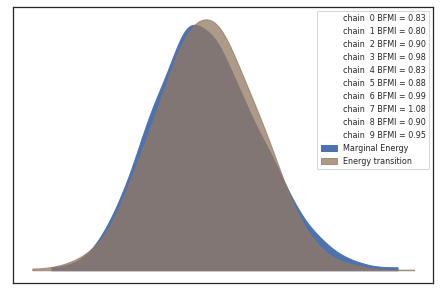 chain  0 BFMI = 0.83
chain  1 BFMI = 0.80
chain  2 BFMI = 0.90
chain  3 BFMI = 0.98
chain  4 BFMI = 0.83
chain  5 BFMI = 0.88
chain  6 BFMI = 0.99
chain  7 BFMI = 1.08
chain  8 BFMI = 0.90
chain  9 BFMI = 0.95
Marginal Energy
Energy transition